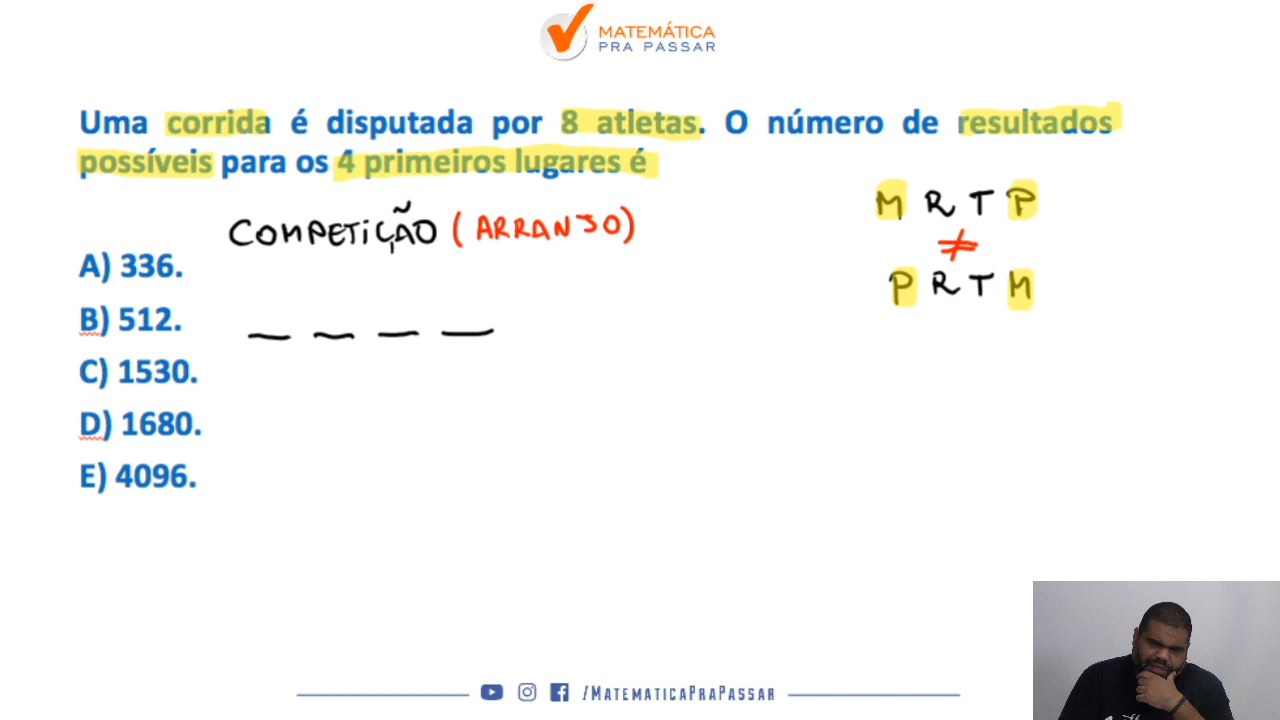 MATEMÁTICA
PRA PASSAR
Uma corrida é disputada por 8 atletas. O número de resultados
possíveis para os 4 primeiros lugares é
COMPETIÇÃO (ARRANJO)
M R T P
≠
P R T M
A) 336.
B) 512.
C) 1530.
D) 1680.
E) 4096.
/MATEMATICAPRAPASSAR